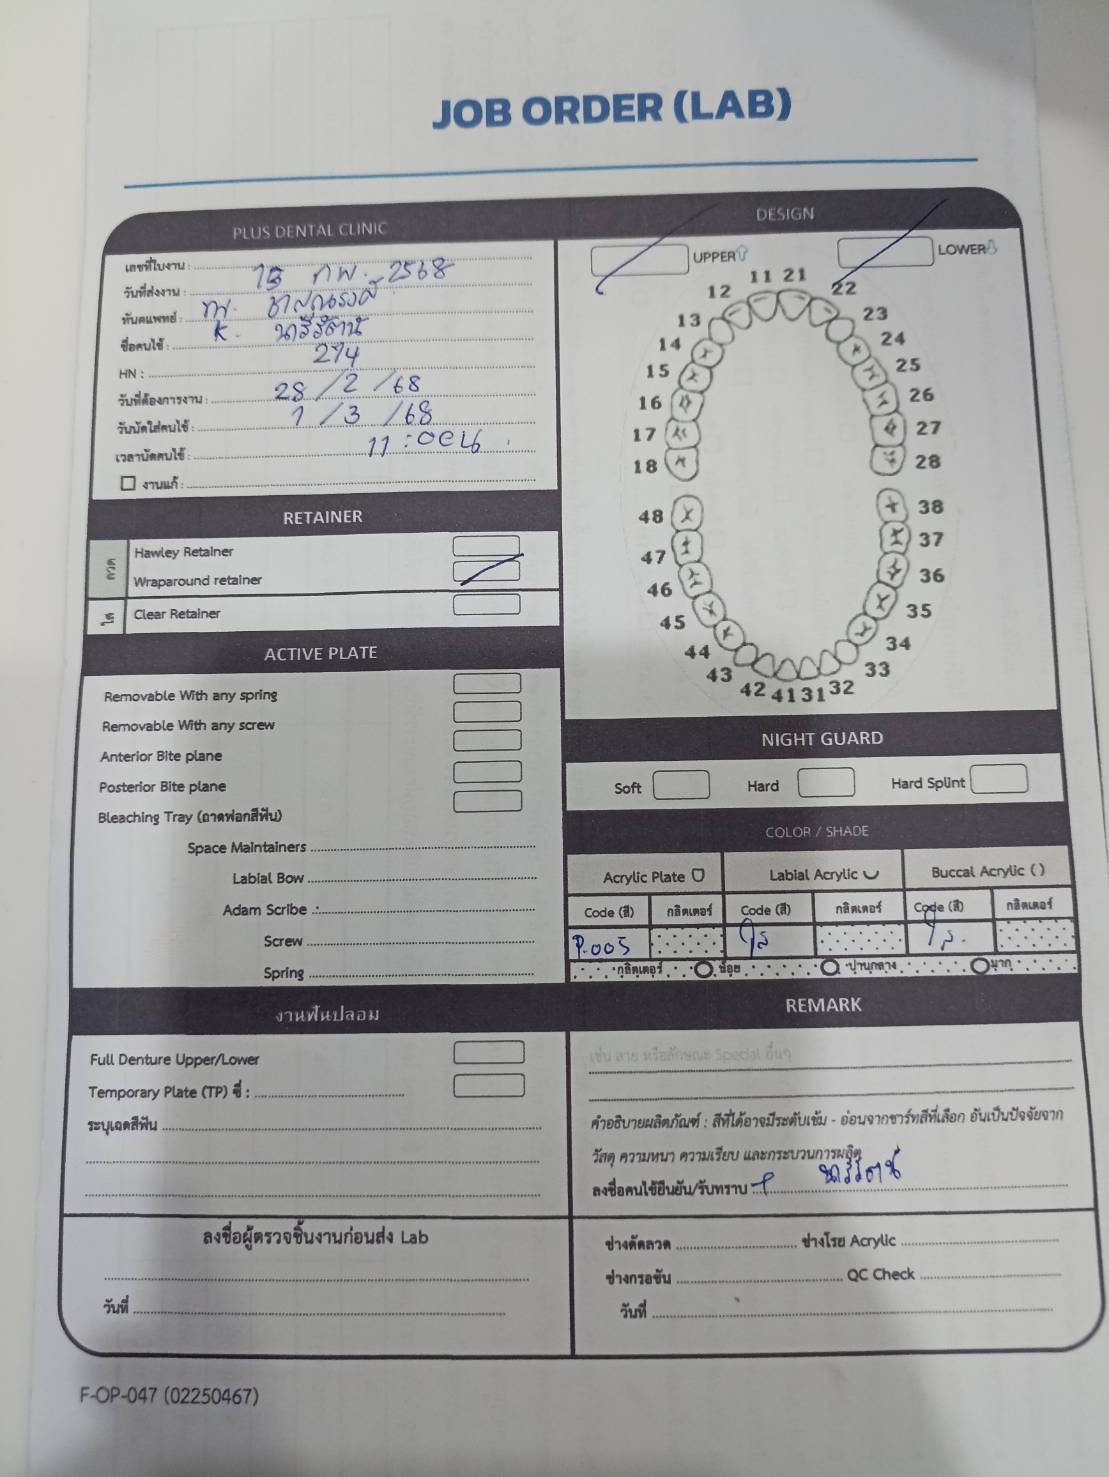 JOB ORDER (LAB)
PLUS DENTAL CLINIC
เลขที่ใบงาน :
วันที่ส่งงาน : 15 กพ. 2568
ทันตแพทย์ : ทพ.
ชื่อคนไข้ : K. นารีรัตน์
HN : 274
วันที่ต้องการงาน : 28/2/68
วันนัดใส่คนไข้ : 1/3/68
เวลานัดคนไข้ : 11:00น.
งานแก้ :
DESIGN
UPPER
LOWER
11 21
12 22
13 23
14 24
15 25
16 26
17 27
18 28
48 38
47 37
46 36
45 35
44 34
43 33
42 41 31 32
RETAINER
ลวด
Hawley Retainer
Wraparound retainer
ใส
Clear Retainer
ACTIVE PLATE
Removable With any spring
Removable With any screw
Anterior Bite plane
Posterior Bite plane
Bleaching Tray (ถาดฟอกสีฟัน)
Space Maintainers
Labial Bow
Adam Scribe :
Screw
Spring
NIGHT GUARD
Soft Hard Hard Splint
COLOR / SHADE
Acrylic Plate Labial Acrylic Buccal Acrylic ( )
Code (สี) กลิตเตอร์ Code (สี) กลิตเตอร์ Code (สี) กลิตเตอร์
P.005 ใส ใส
กลิตเตอร์ น้อย ปานกลาง มาก
งานฟันปลอม
Full Denture Upper/Lower
Temporary Plate (TP) ซี่ :
ระบุเฉดสีฟัน
REMARK
เช่น ลาย หรือลักษณะ Special อื่นๆ
คำอธิบายผลิตภัณฑ์ : สีที่ได้อาจมีระดับเข้ม - อ่อนจากชาร์ทสีที่เลือก อันเป็นปัจจัยจาก
วัสดุ ความหนา ความเรียบ และกระบวนการผลิต
ลงชื่อคนไข้ยืนยัน/รับทราบ นารีรัตน์
ลงชื่อผู้ตรวจชิ้นงานก่อนส่ง Lab
วันที่
ช่างดัดลวด ช่างโรย Acrylic
ช่างกรอขัน QC Check
วันที่
F-OP-047 (02250467)